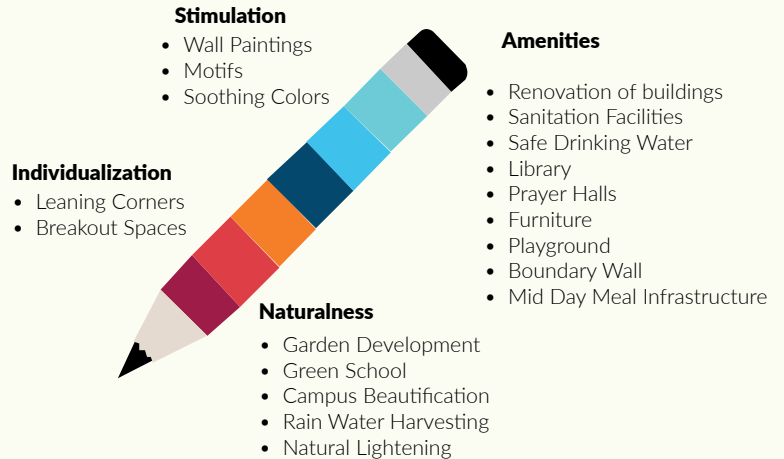 Stimulation
• Wall Paintings
• Motifs
• Soothing Colors
Amenities
• Renovation of buildings
• Sanitation Facilities
• Safe Drinking Water
• Library
• Prayer Halls
• Furniture
• Playground
• Boundary Wall
• Mid Day Meal Infrastructure
Individualization
• Leaning Corners
• Breakout Spaces
Naturalness
• Garden Development
• Green School
• Campus Beautification
• Rain Water Harvesting
• Natural Lightening